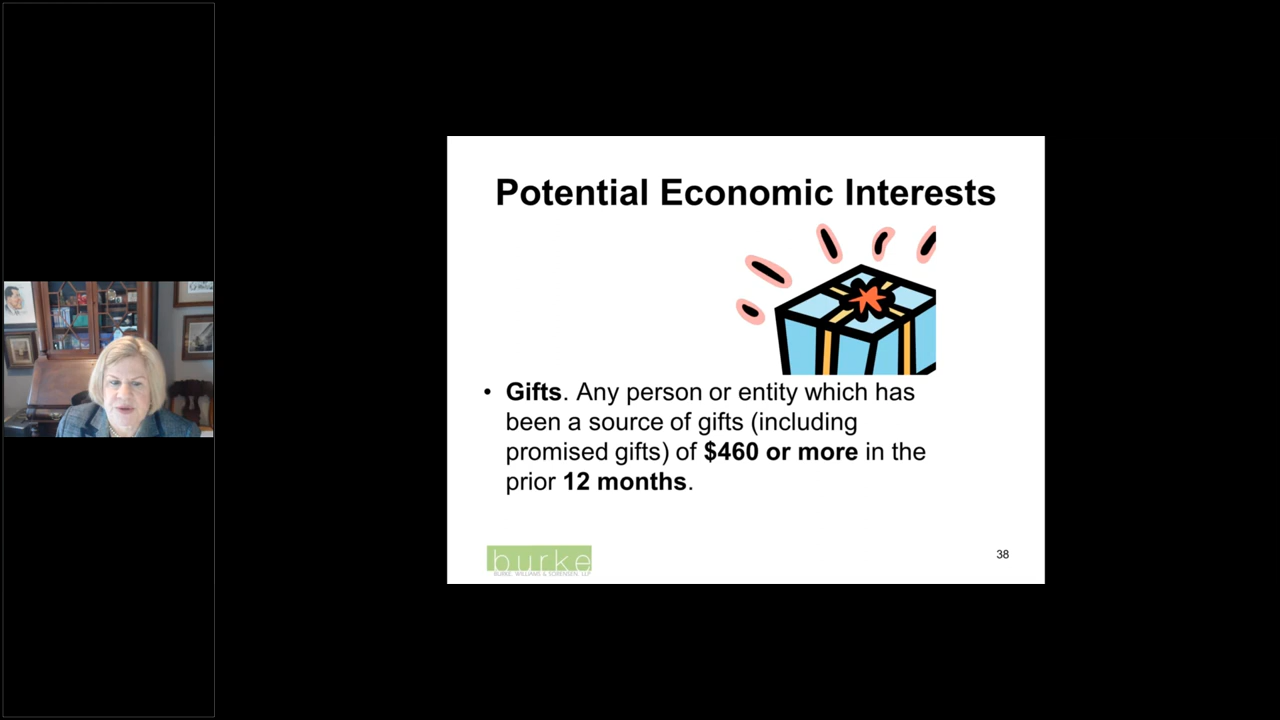 Potential Economic Interests
• Gifts. Any person or entity which has
been a source of gifts (including
promised gifts) of $460 or more in the
prior 12 months.
burke
BURKE, WILLIAMS & SORENSEN, LLP
38